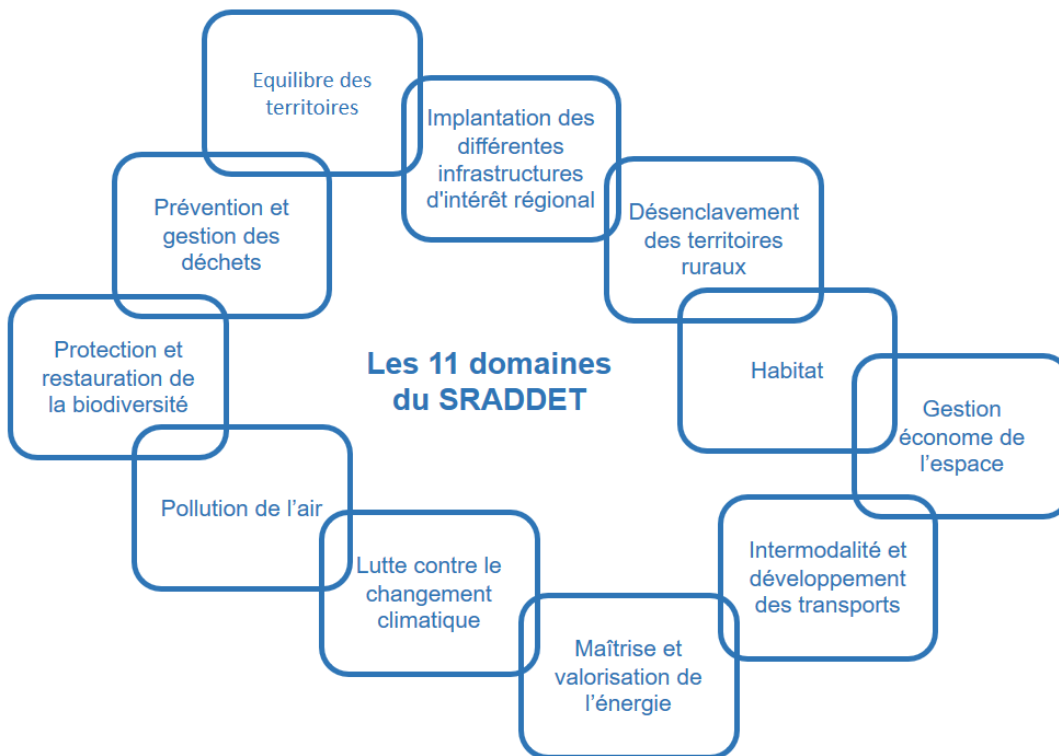 Equilibre des
territoires
Implantation des
différentes
infrastructures
d'intérêt régional
Désenclavement
des territoires
ruraux
Habitat
Gestion
économe de
l’espace
Intermodalité et
développement
des transports
Maîtrise et
valorisation de
l’énergie
Lutte contre le
changement
climatique
Pollution de l’air
Protection et
restauration de
la biodiversité
Prévention et
gestion des
déchets
Les 11 domaines
du SRADDET